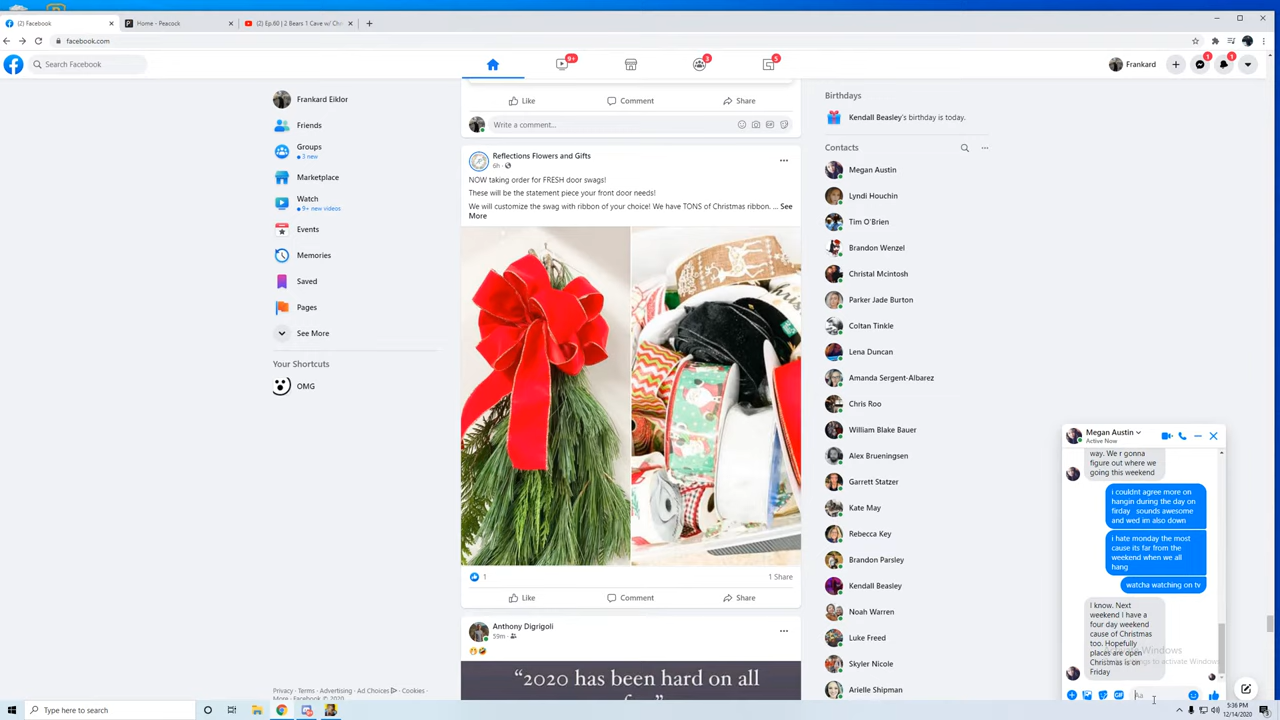 (2) Facebook
Home - Peacock
(2) Ep.60 | 2 Bears 1 Cave w/ Chr
facebook.com
Search Facebook
9+
3
5
Frankard
1
1
Frankard Eiklor
Friends
Groups
3 new
Marketplace
Watch
9+ new videos
Events
Memories
Saved
Pages
See More
Your Shortcuts
OMG
Privacy · Terms · Advertising · Ad Choices · Cookies ·
More · Facebook © 2020
Like
Comment
Share
Write a comment...
Reflections Flowers and Gifts
6h ·
NOW taking order for FRESH door swags!
These will be the statement piece your front door needs!
We will customize the swag with ribbon of your choice! We have TONS of Christmas ribbon. ... See
More
1
1 Share
Like
Comment
Share
Anthony Digrigoli
59m ·
"2020 has been hard on all
Birthdays
Kendall Beasley's birthday is today.
Contacts
Megan Austin
Lyndi Houchin
Tim O'Brien
Brandon Wenzel
Christal Mcintosh
Parker Jade Burton
Coltan Tinkle
Lena Duncan
Amanda Sergent-Albarez
Chris Roo
William Blake Bauer
Alex Brueningsen
Garrett Statzer
Kate May
Rebecca Key
Brandon Parsley
Kendall Beasley
Noah Warren
Luke Freed
Skyler Nicole
Arielle Shipman
Megan Austin
Active Now
way. We r gonna
figure out where we
going this weekend
i couldnt agree more on
hangin during the day on
firday sounds awesome
and wed im also down
i hate monday the most
cause its far from the
weekend when we all
hang
watcha watching on tv
I know. Next
weekend I have a
four day weekend
cause of Christmas
too. Hopefully
places are open
Christmas is on
Friday
Windows
to activate Windows
GIF
Aa
Type here to search
5:36 PM
12/14/2020